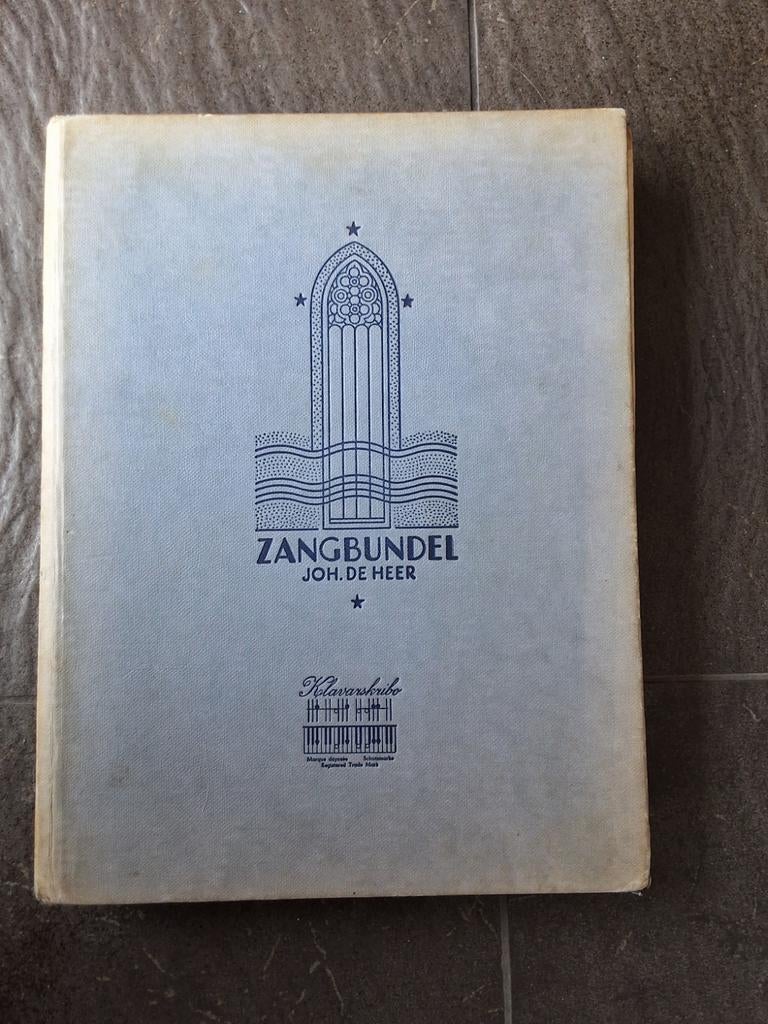 ZANGBUNDEL
JOH. DE HEER
Klavarskribo
Marque déposée Schutzmarke
Registered Trade Mark